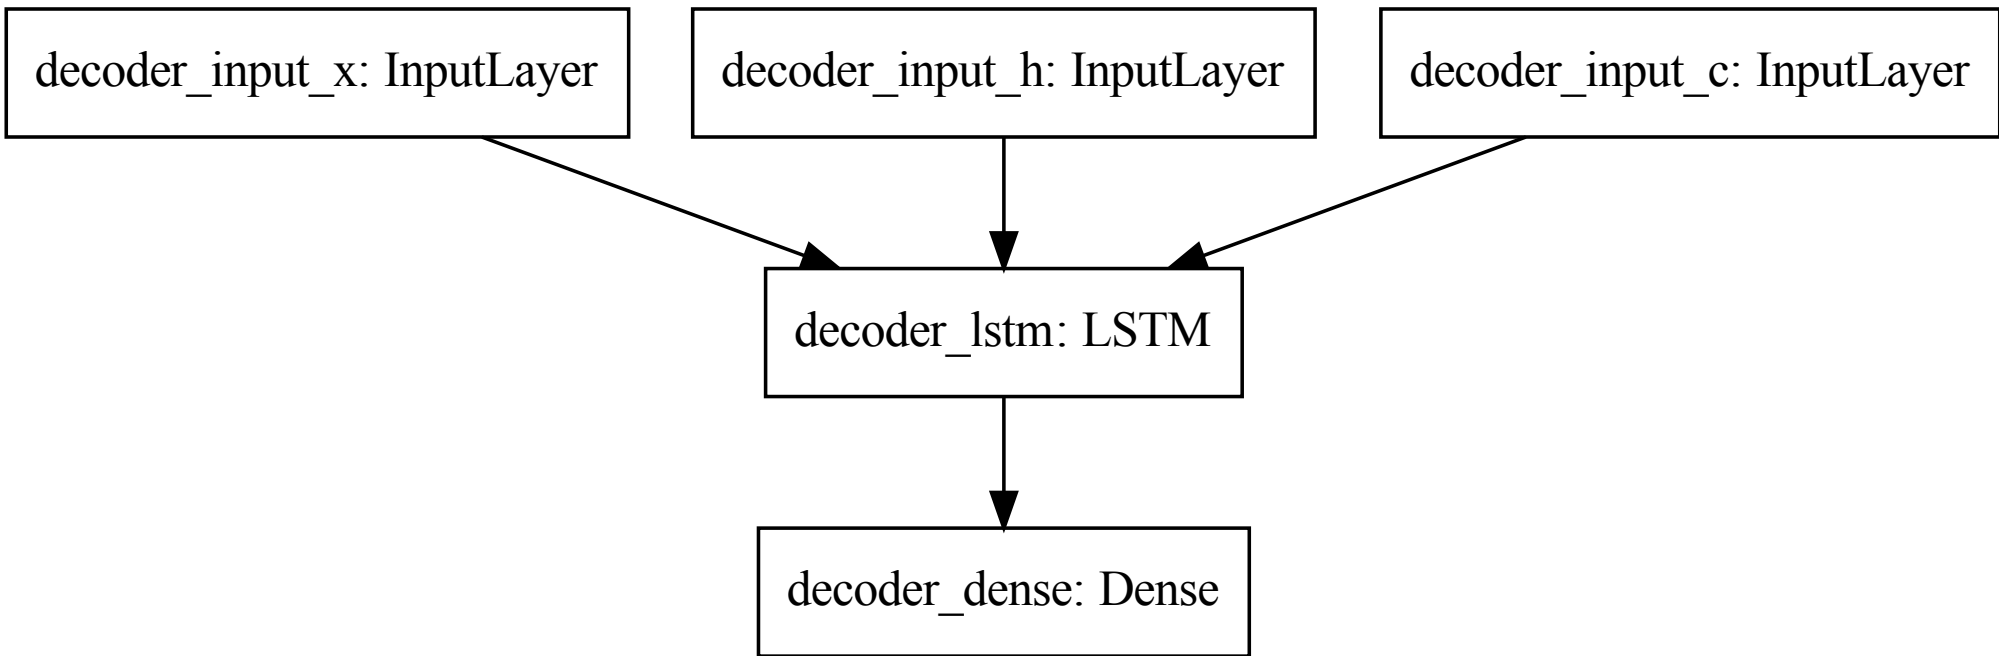 decoder_input_x: InputLayer
decoder_input_h: InputLayer
decoder_input_c: InputLayer
decoder_lstm: LSTM
decoder_dense: Dense